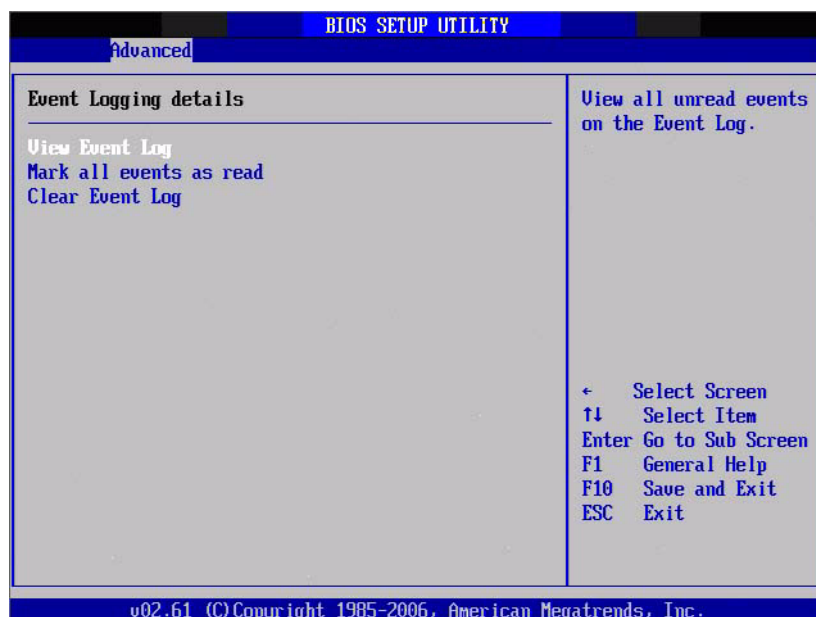 BIOS SETUP UTILITY
Advanced
Event Logging details
View Event Log
Mark all events as read
Clear Event Log
View all unread events
on the Event Log.
← Select Screen
↑↓ Select Item
Enter Go to Sub Screen
F1 General Help
F10 Save and Exit
ESC Exit
v02.61 (C)Copyright 1985-2006, American Megatrends, Inc.